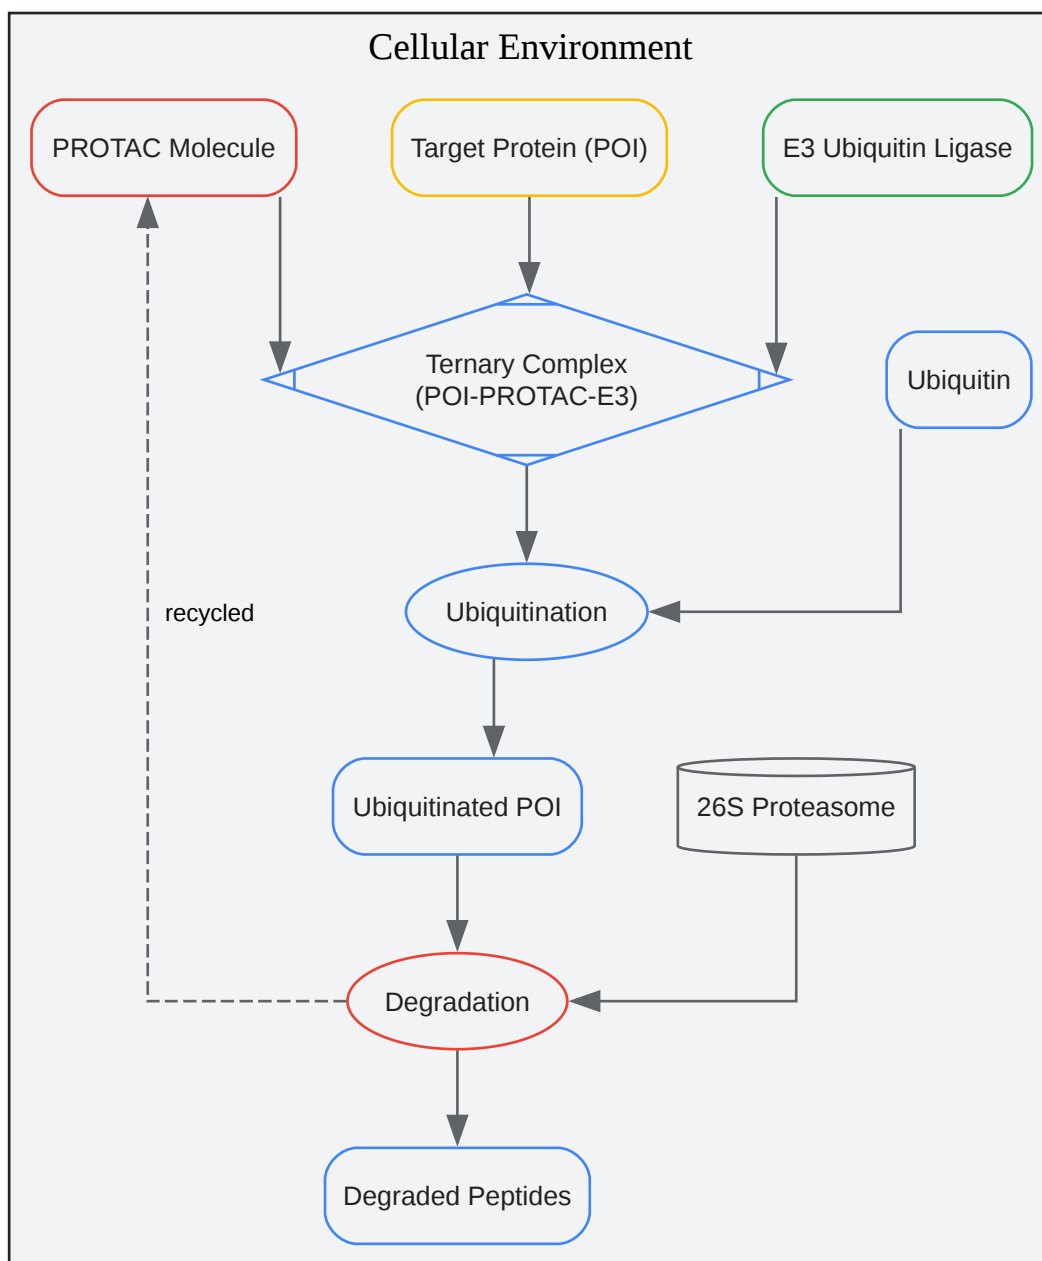 Cellular Environment
PROTAC Molecule
Target Protein (POI)
E3 Ubiquitin Ligase
Ternary Complex
(POI-PROTAC-E3)
Ubiquitin
Ubiquitination
recycled
Ubiquitinated POI
26S Proteasome
Degradation
Degraded Peptides